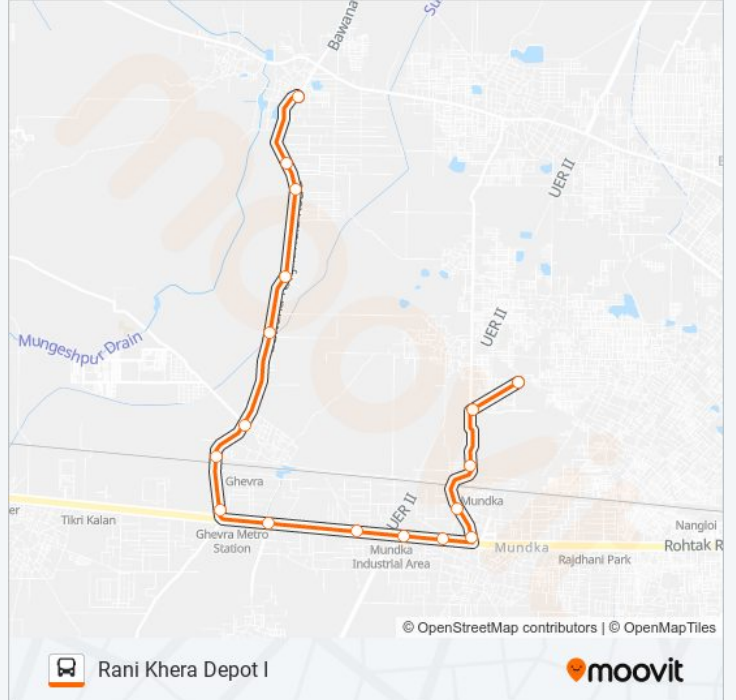 Bawana
Su
UER II
UER II
Mungeshpur Drain
Ghevra
UER II
Mundka
er
Tikri Kalan
Ghevra Metro
Station
Mundka
Industrial Area
Mundka
Nangloi
Rohtak R
Rajdhani Park
© OpenStreetMap contributors | © OpenMapTiles
Rani Khera Depot I
moovit